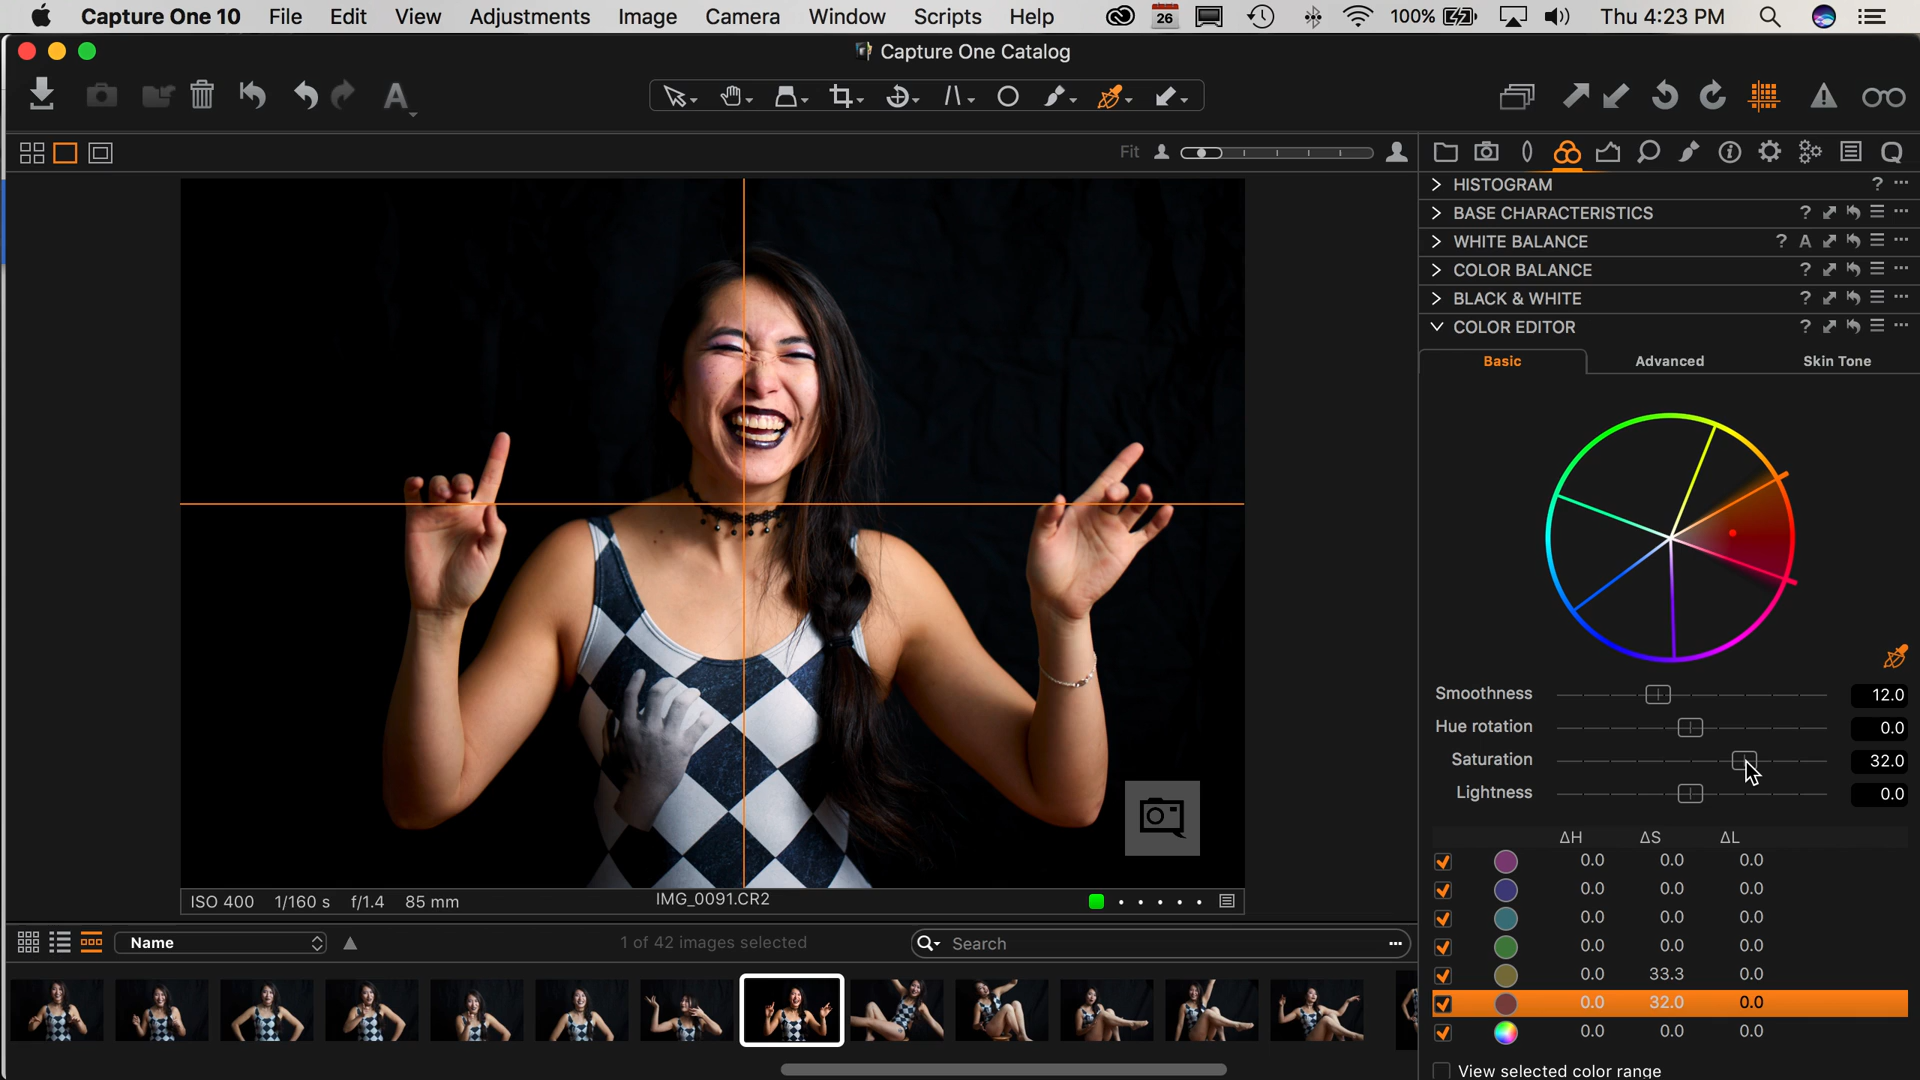 Capture One 10 File Edit View Adjustments Image Camera Window Scripts Help 26 100% Thu 4:23 PM
Capture One Catalog
A
Fit
HISTOGRAM ?
BASE CHARACTERISTICS ?
WHITE BALANCE ? A
COLOR BALANCE ?
BLACK & WHITE ?
COLOR EDITOR ?
Basic Advanced Skin Tone
Smoothness 12.0
Hue rotation 0.0
Saturation 32.0
Lightness 0.0
ΔH ΔS ΔL
0.0 0.0 0.0
0.0 0.0 0.0
0.0 0.0 0.0
0.0 0.0 0.0
0.0 33.3 0.0
0.0 32.0 0.0
0.0 0.0 0.0
View selected color range
ISO 400 1/160 s f/1.4 85 mm IMG_0091.CR2
Name 1 of 42 images selected Search